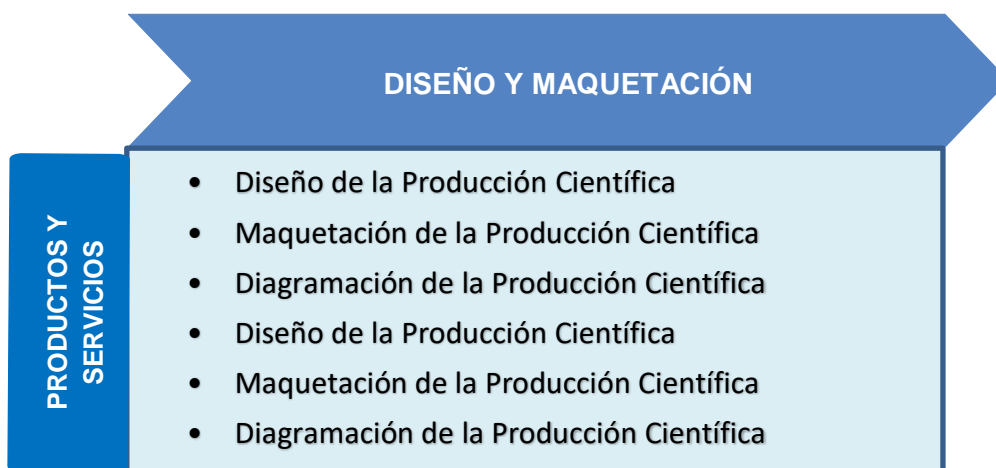 DISEÑO Y MAQUETACIÓN
PRODUCTOS Y
SERVICIOS
• Diseño de la Producción Científica
• Maquetación de la Producción Científica
• Diagramación de la Producción Científica
• Diseño de la Producción Científica
• Maquetación de la Producción Científica
• Diagramación de la Producción Científica